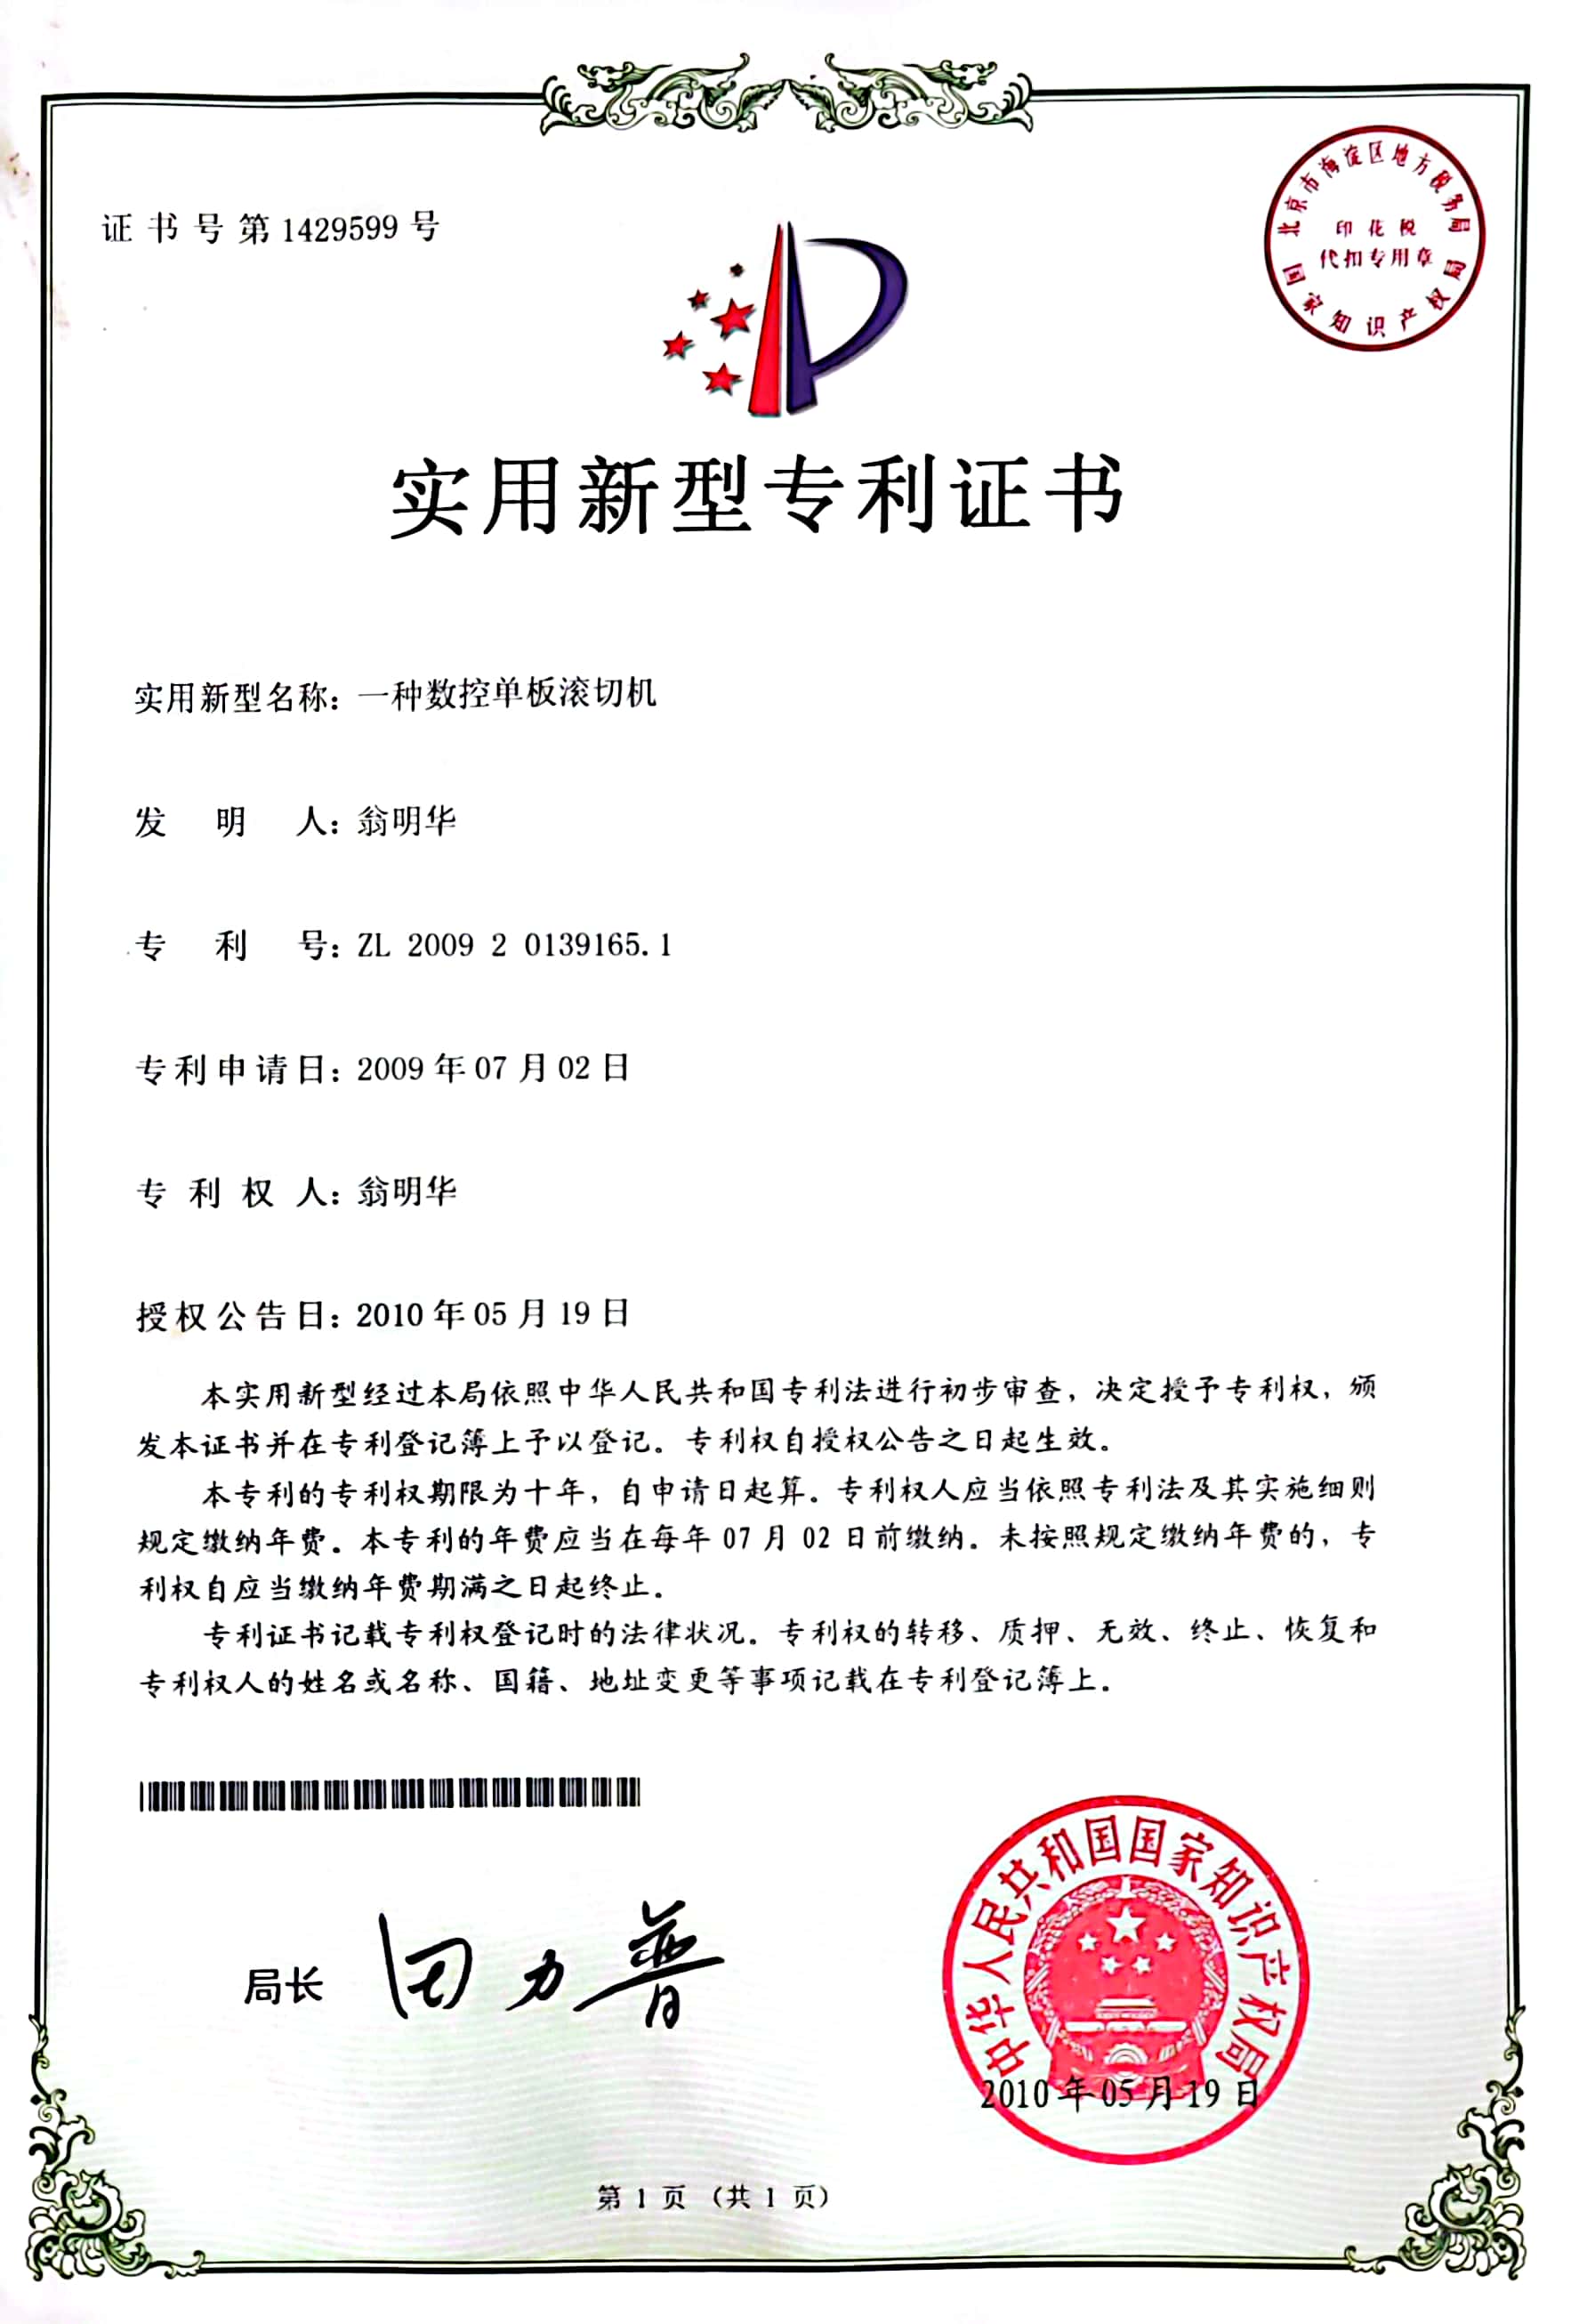 证书号第1429599号
北京市海淀区地方税务局
印花税
代扣专用章
国家知识产权局
实用新型专利证书
实用新型名称：一种数控单板滚切机
发明人：翁明华
专利号：ZL 2009 2 0139165.1
专利申请日：2009年07月02日
专利权人：翁明华
授权公告日：2010年05月19日
本实用新型经过本局依照中华人民共和国专利法进行初步审查，决定授予专利权，颁
发本证书并在专利登记簿上予以登记。专利权自授权公告之日起生效。
本专利的专利权期限为十年，自申请日起算。专利权人应当依照专利法及其实施细则
规定缴纳年费。本专利的年费应当在每年07月02日前缴纳。未按照规定缴纳年费的，专
利权自应当缴纳年费期满之日起终止。
专利证书记载专利权登记时的法律状况。专利权的转移、质押、无效、终止、恢复和
专利权人的姓名或名称、国籍、地址变更等事项记载在专利登记簿上。
局长 田力普
中华人民共和国国家知识产权局
2010年05月19日
第1页（共1页）